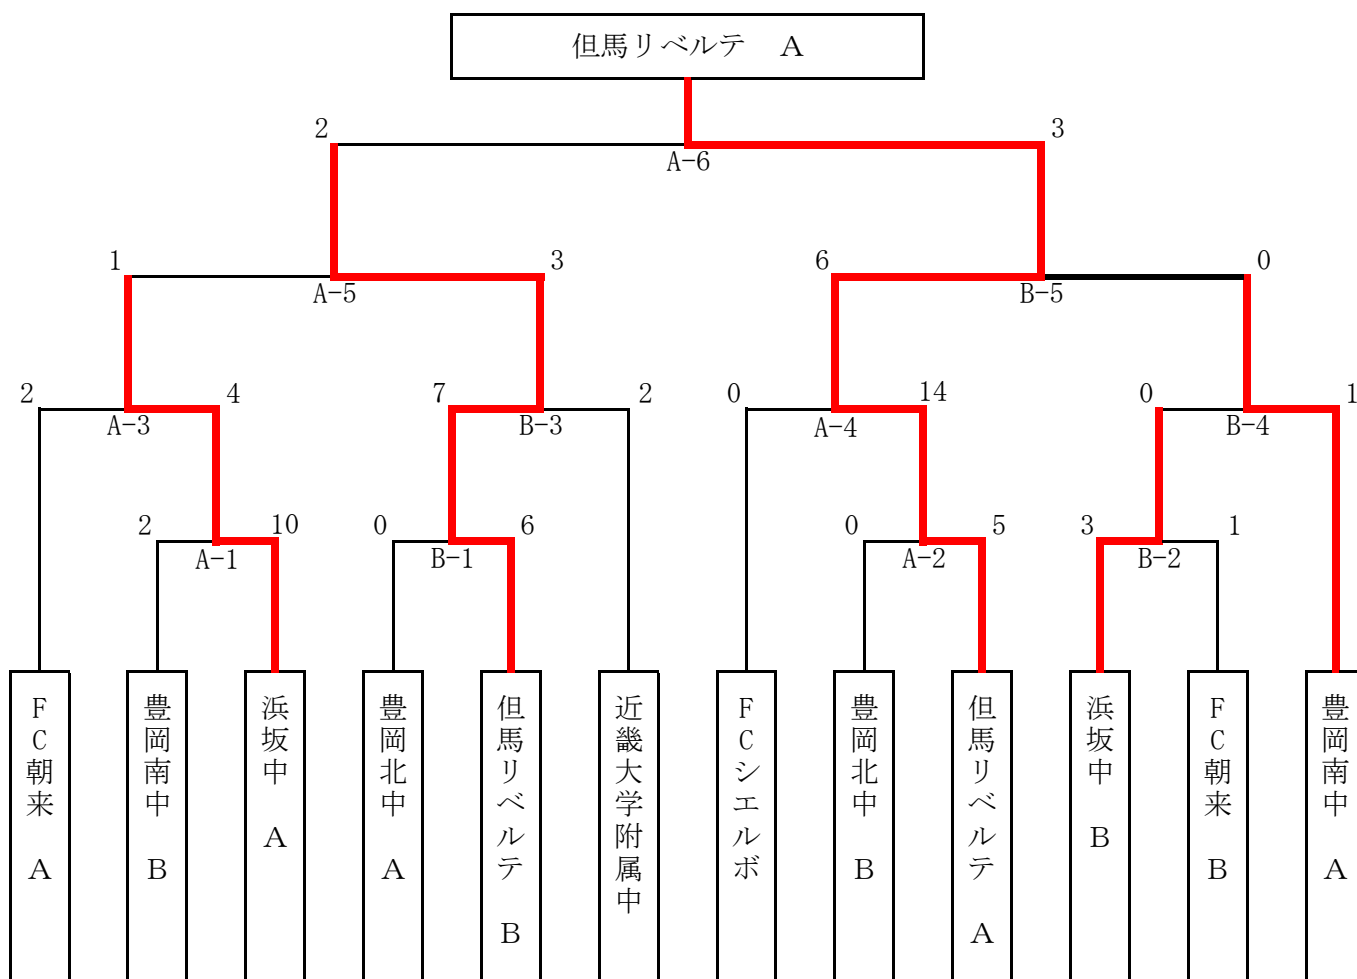 但馬リベルテ　A
2
3
A-6
1
3
6
0
A-5
B-5
2
4
7
2
0
14
0
1
A-3
B-3
A-4
B-4
2
10
0
6
0
5
3
1
A-1
B-1
A-2
B-2
FC朝来　A
豊岡南中　B
浜坂中　A
豊岡北中　A
但馬リベルテ　B
近畿大学附属中
FCシエルボ
豊岡北中　B
但馬リベルテ　A
浜坂中　B
FC朝来　B
豊岡南中　A